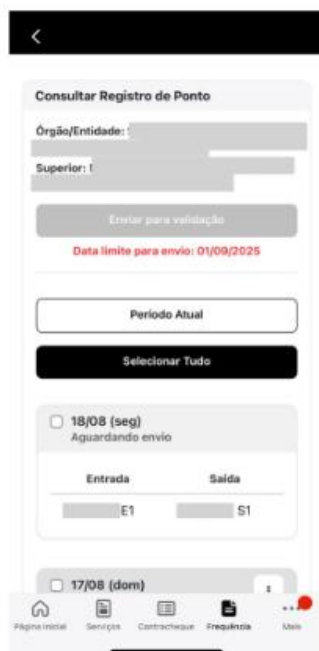 Consultar Registro de Ponto
Órgão/Entidade:
Superior:
Enviar para validação
Data limite para envio: 01/09/2025
Período Atual
Selecionar Tudo
18/08 (seg)
Aguardando envio
Entrada Saída
E1 S1
17/08 (dom)
Página Inicial Serviços Contracheque Frequência Mais